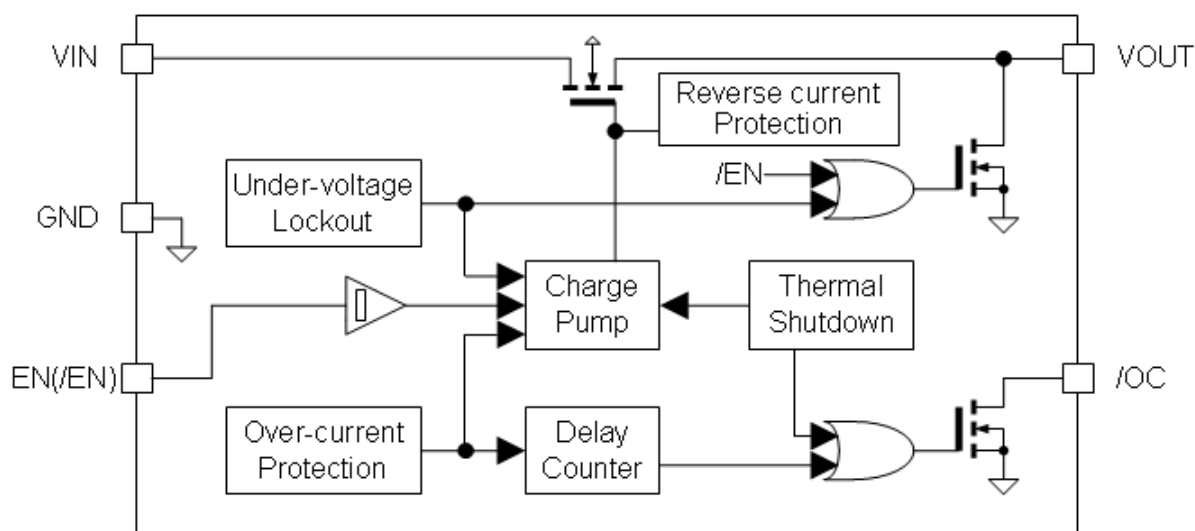 VIN
VOUT
Reverse current
Protection
/EN
Under-voltage
Lockout
GND
Charge
Pump
Thermal
Shutdown
EN(/EN)
/OC
Over-current
Protection
Delay
Counter